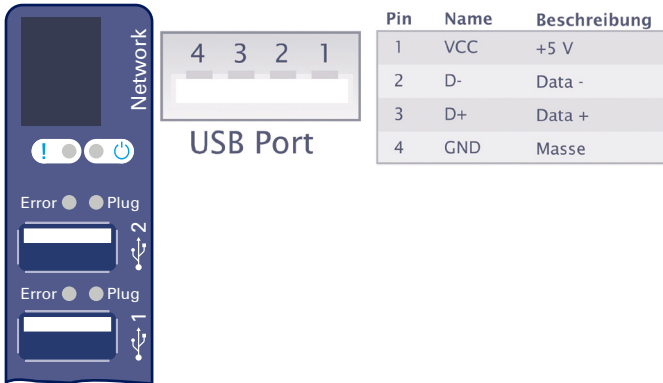 Network
!
Error Plug
2
Error Plug
1
4 3 2 1
USB Port
Pin Name Beschreibung
1 VCC +5 V
2 D- Data -
3 D+ Data +
4 GND Masse